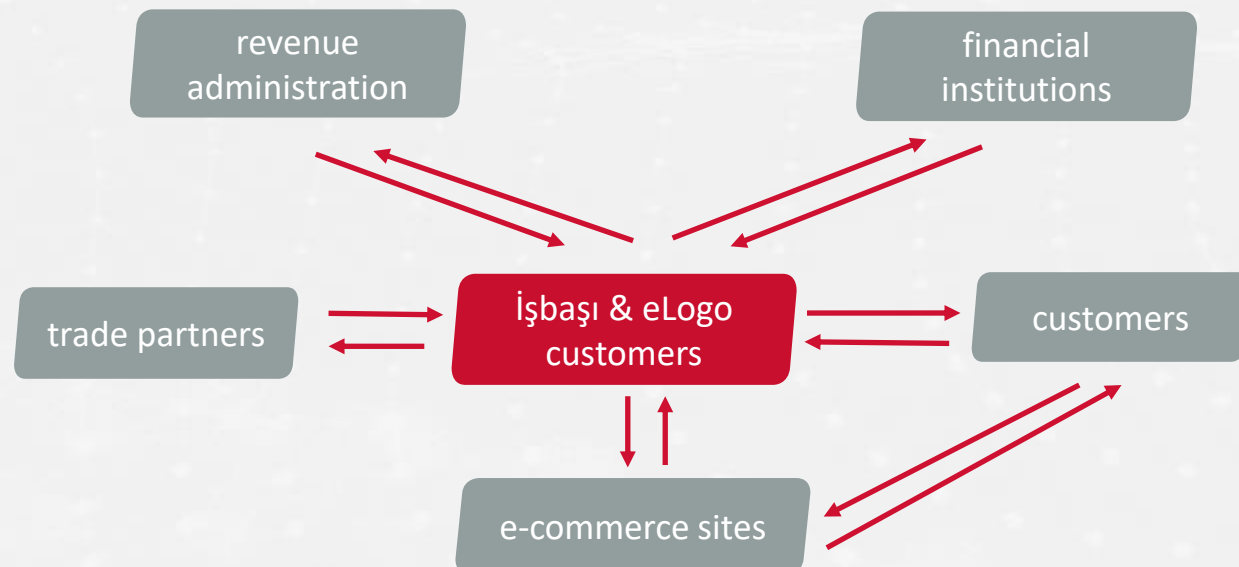 revenue
administration
financial
institutions
trade partners
İşbaşı & eLogo
customers
customers
e-commerce sites